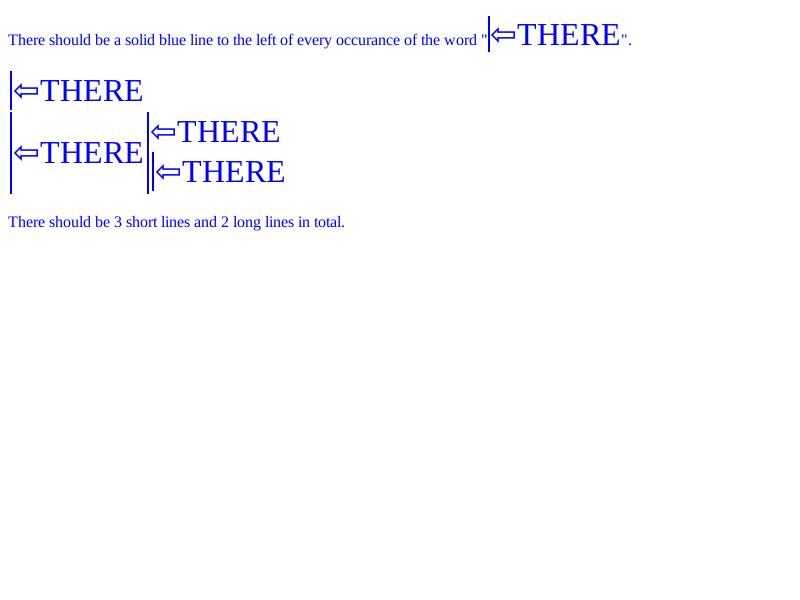 There should be a solid blue line to the left of every occurance of the word "⇦THERE".
⇦THERE
⇦THERE ⇦THERE
⇦THERE
There should be 3 short lines and 2 long lines in total.